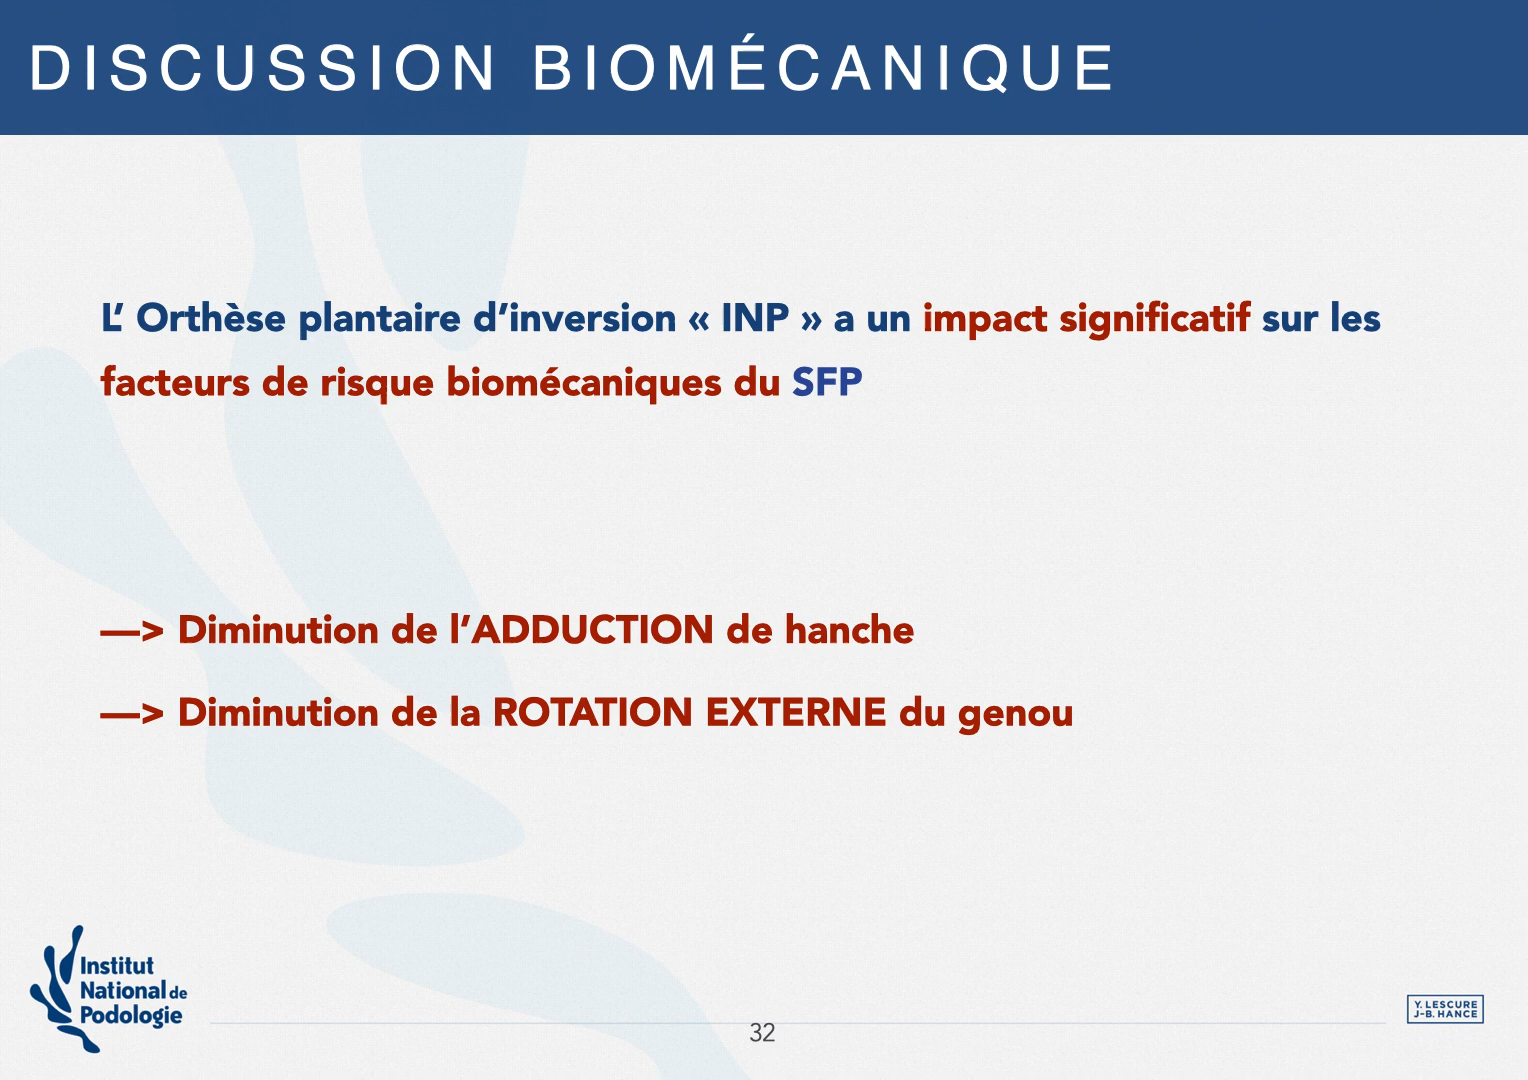 DISCUSSION BIOMÉCANIQUE
L’ Orthèse plantaire d’inversion « INP » a un impact significatif sur les
facteurs de risque biomécaniques du SFP
—> Diminution de l’ADDUCTION de hanche
—> Diminution de la ROTATION EXTERNE du genou
Institut
National de
Podologie
32
Y. LESCURE
J-B. HANCE